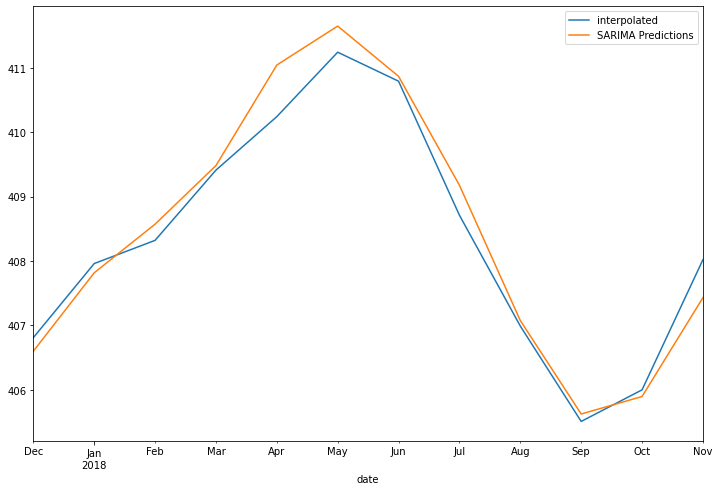 interpolated
SARIMA Predictions
411
410
409
408
407
406
Dec Jan Feb Mar Apr May Jun Jul Aug Sep Oct Nov
2018
date